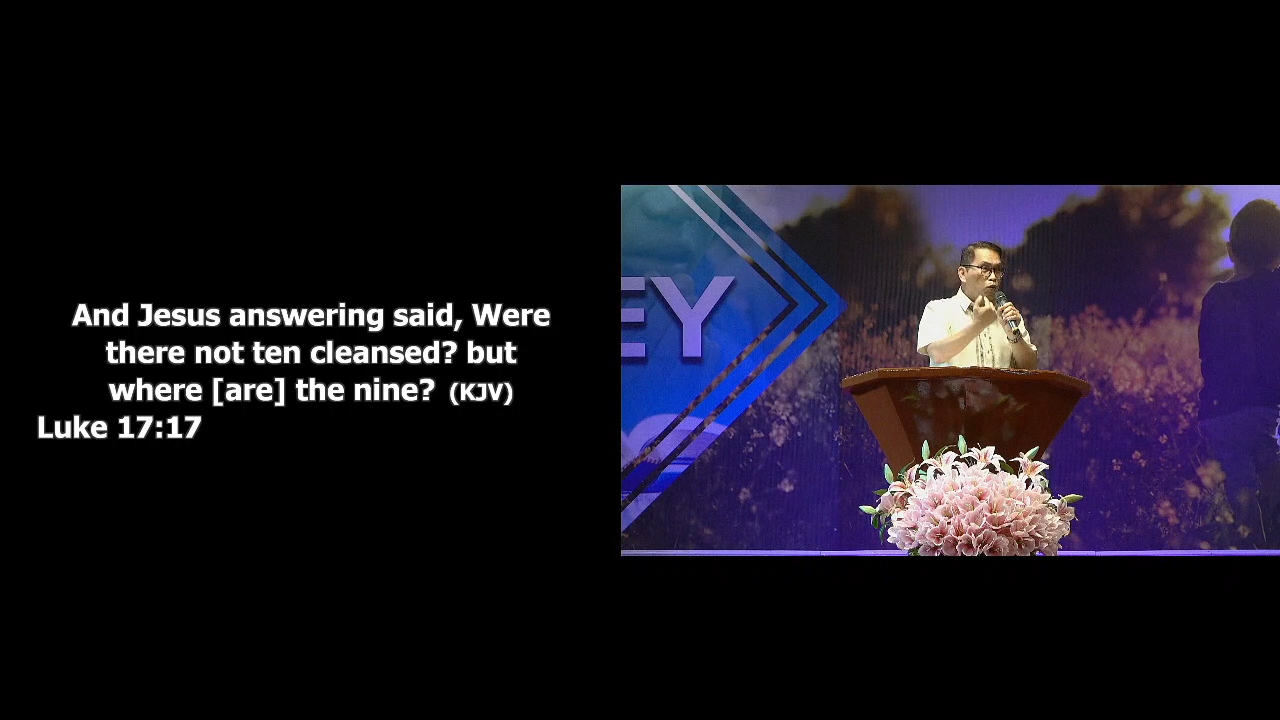 And Jesus answering said, Were
there not ten cleansed? but
where [are] the nine? (KJV)
Luke 17:17
EY